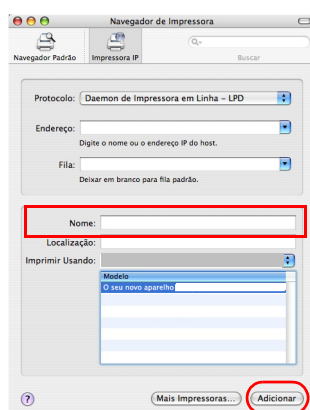 Navegador de Impressora
Navegador Padrão
Impressora IP
Buscar
Protocolo: Daemon de Impressora em Linha - LPD
Endereço:
Digite o nome ou o endereço IP do host.
Fila:
Deixar em branco para fila padrão.
Nome:
Localização:
Imprimir Usando:
Modelo
O seu novo aparelho
?
Mais Impressoras...
Adicionar